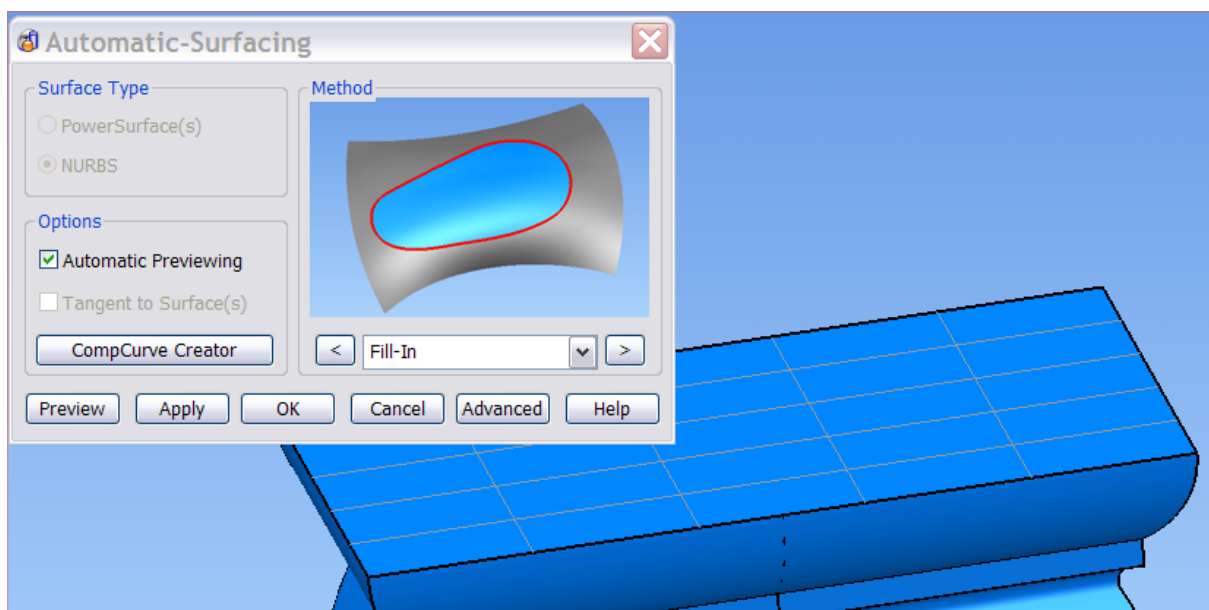 Automatic-Surfacing
Surface Type
PowerSurface(s)
NURBS
Options
Automatic Previewing
Tangent to Surface(s)
CompCurve Creator
Method
< Fill-In >
Preview Apply OK Cancel Advanced Help